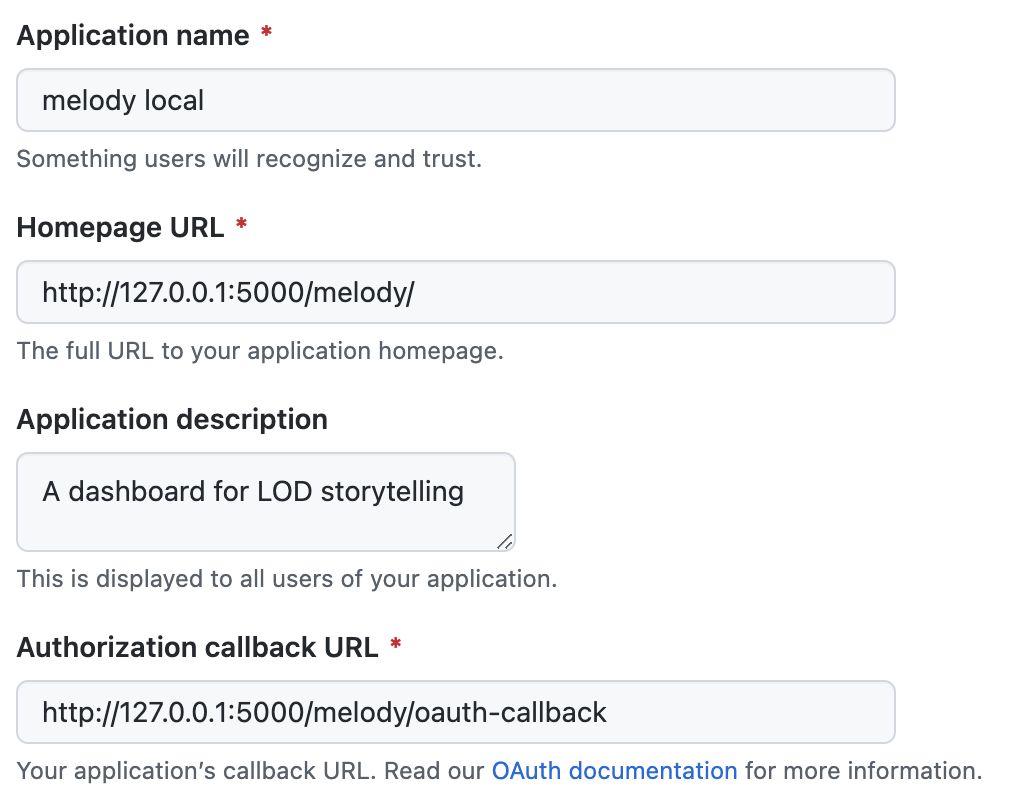 Application name *
melody local
Something users will recognize and trust.
Homepage URL *
http://127.0.0.1:5000/melody/
The full URL to your application homepage.
Application description
A dashboard for LOD storytelling
This is displayed to all users of your application.
Authorization callback URL *
http://127.0.0.1:5000/melody/oauth-callback
Your application’s callback URL. Read our OAuth documentation for more information.